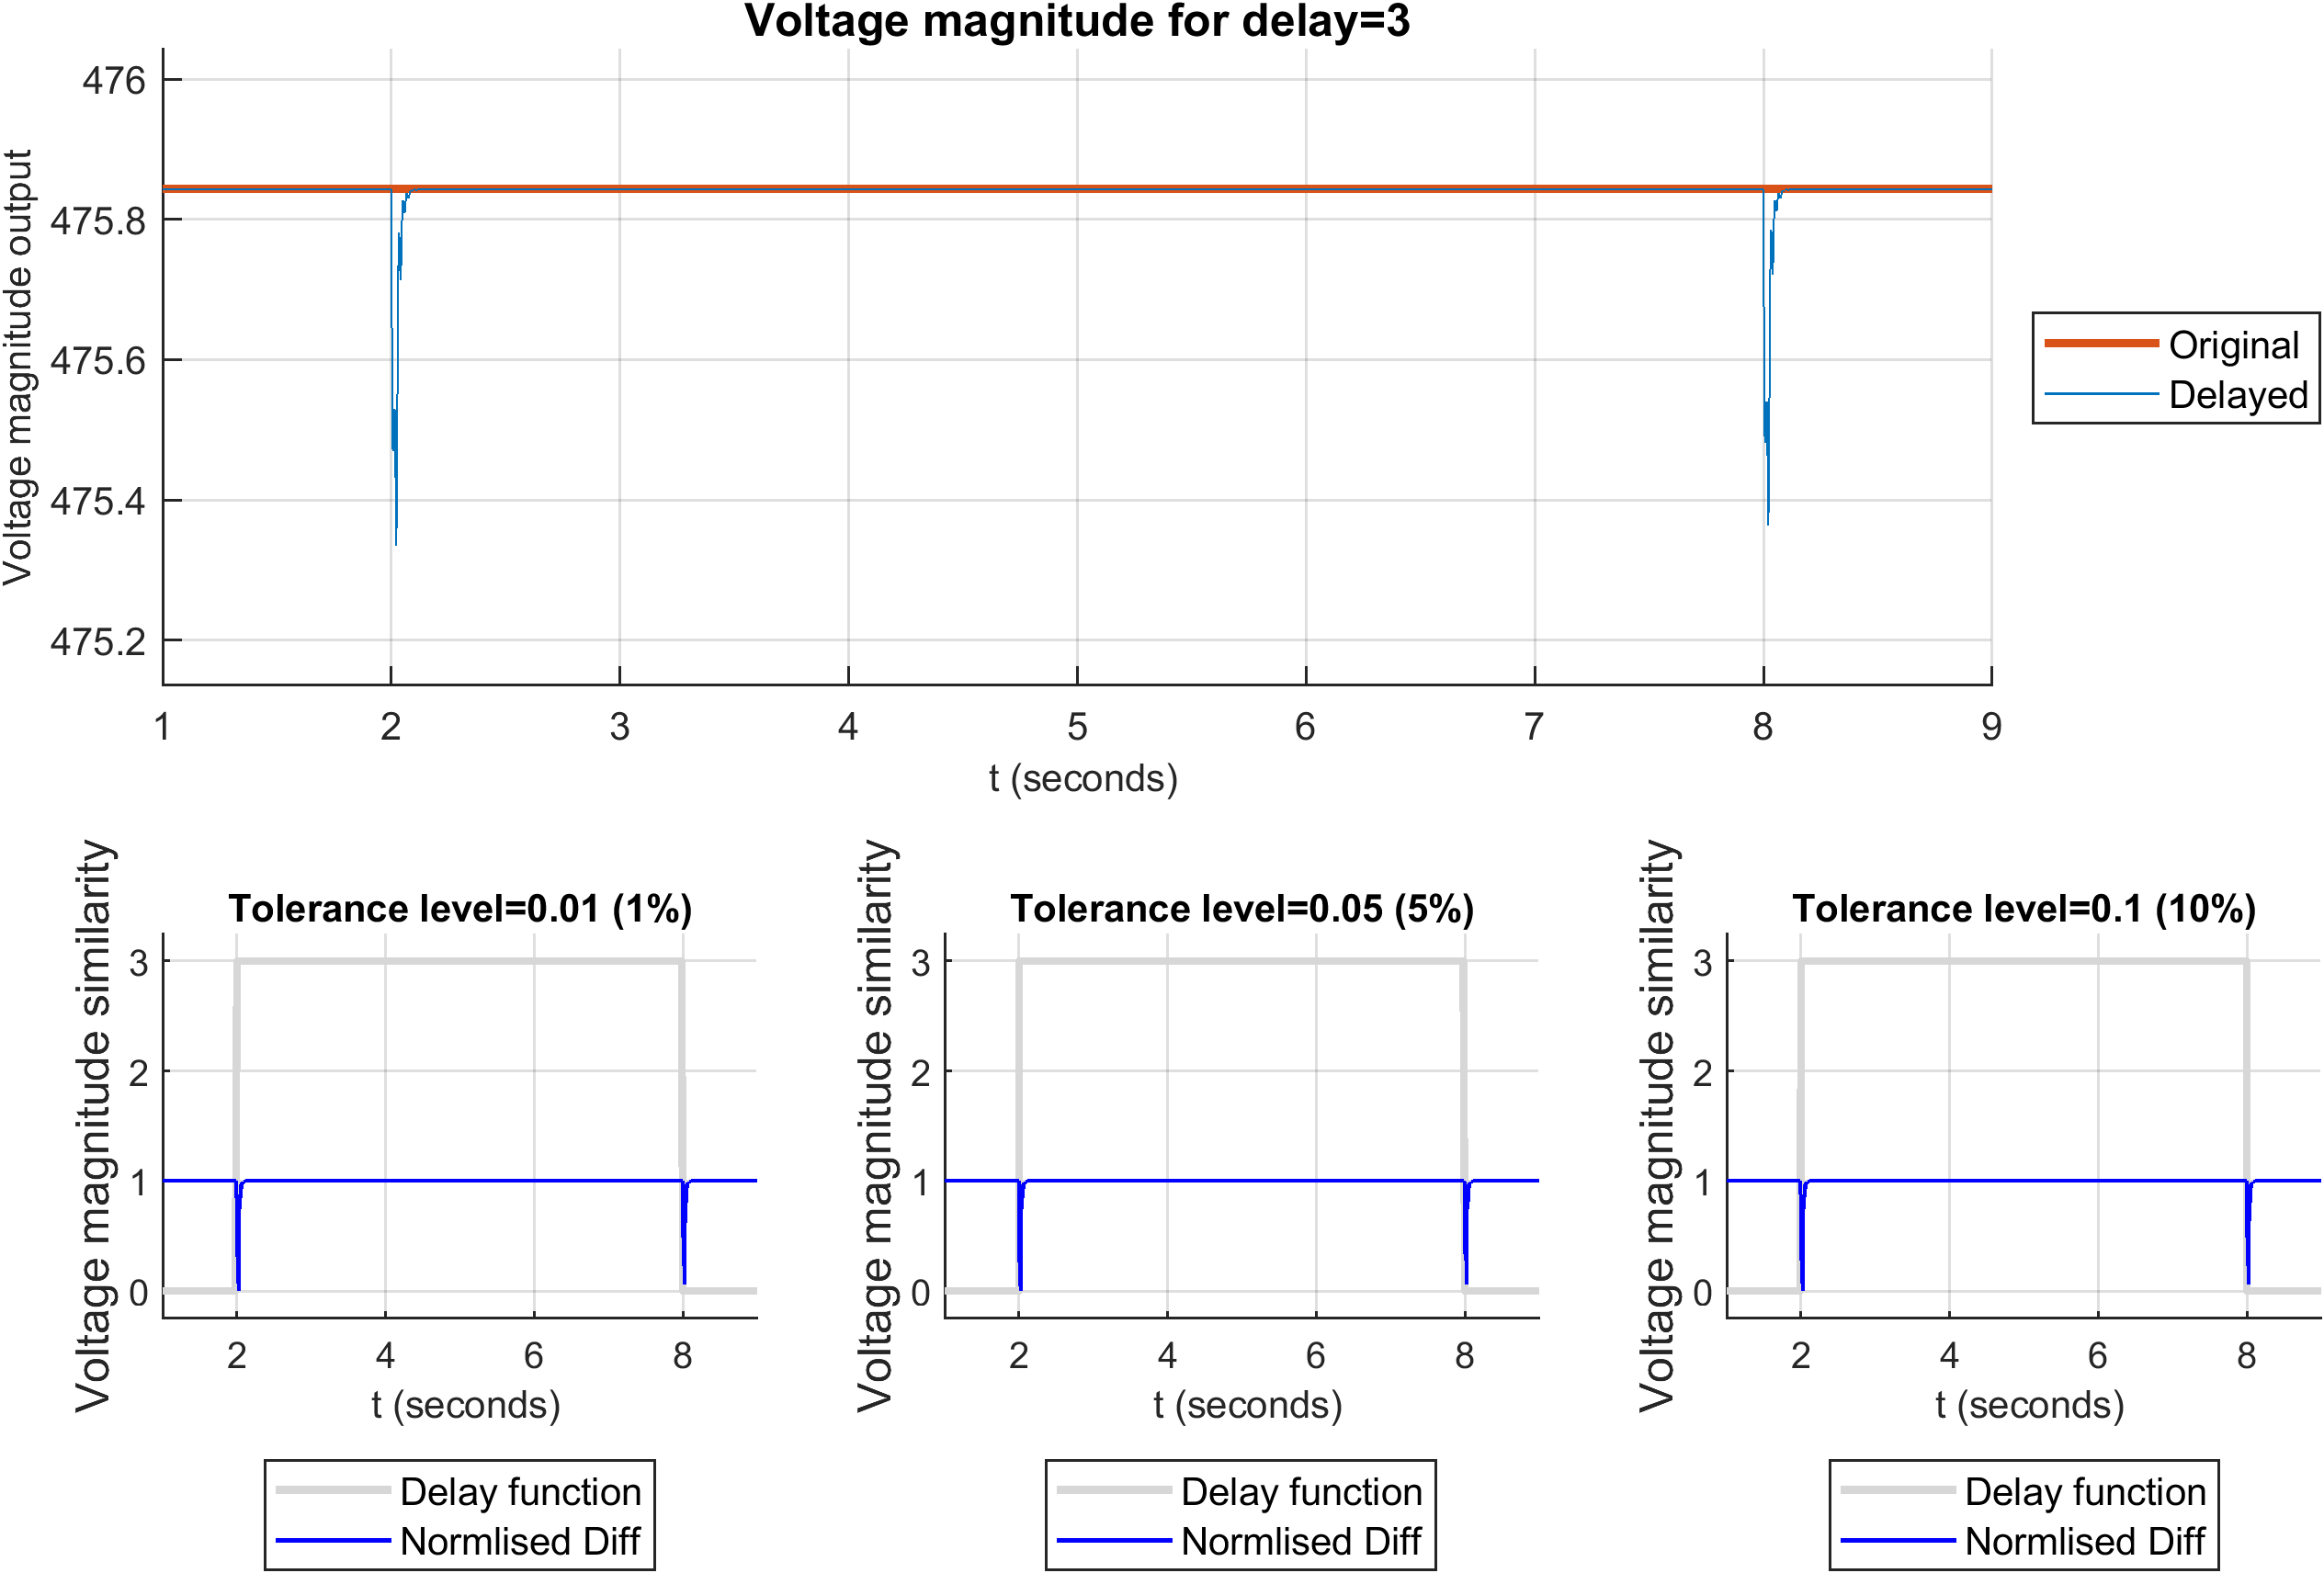 Voltage magnitude for delay=3
Voltage magnitude output
476
475.8
475.6
475.4
475.2
1 2 3 4 5 6 7 8 9
t (seconds)
Original
Delayed
Tolerance level=0.01 (1%)
Voltage magnitude similarity
3
2
1
0
2 4 6 8
t (seconds)
Delay function
Normlised Diff
Tolerance level=0.05 (5%)
Voltage magnitude similarity
3
2
1
0
2 4 6 8
t (seconds)
Delay function
Normlised Diff
Tolerance level=0.1 (10%)
Voltage magnitude similarity
3
2
1
0
2 4 6 8
t (seconds)
Delay function
Normlised Diff